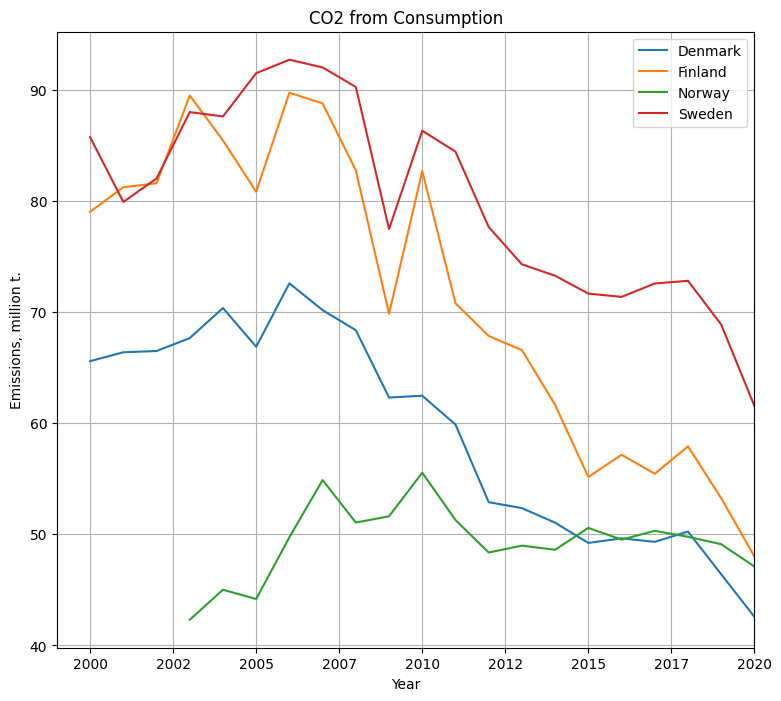 CO2 from Consumption
Denmark
Finland
Norway
Sweden
Emissions, million t.
90
80
70
60
50
40
2000 2002 2005 2007 2010 2012 2015 2017 2020
Year